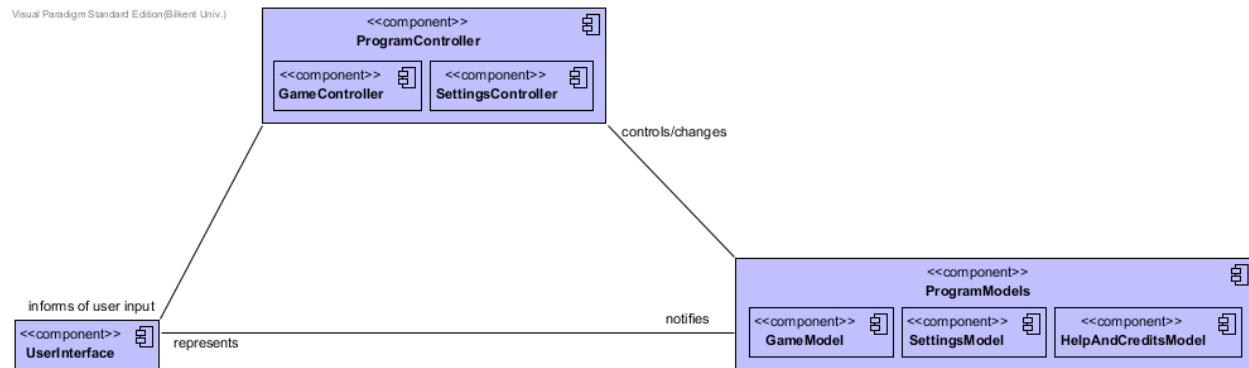 Visual Paradigm Standard Edition(Bilkent Univ.)
<<component>>
ProgramController
<<component>>
GameController
<<component>>
SettingsController
controls/changes
<<component>>
ProgramModels
informs of user input
<<component>>
UserInterface
represents
notifies
<<component>>
GameModel
<<component>>
SettingsModel
<<component>>
HelpAndCreditsModel